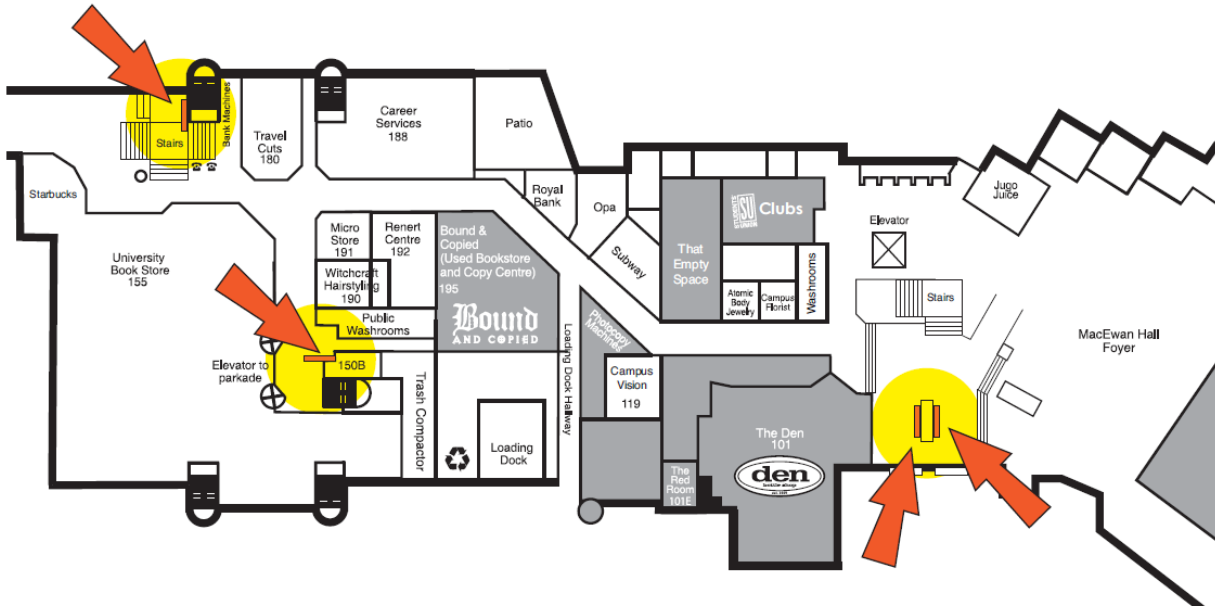 Bank Machines
Stairs
Travel
Cuts
180
Career
Services
188
Patio
Starbucks
Royal
Bank
Opa
Subway
STUDENTS'
UNION
SU
Clubs
That
Empty
Space
Washrooms
Atomic
Body
Jewelry
Campus
Florist
Elevator
Jugo
Juice
Stairs
MacEwan Hall
Foyer
University
Book Store
155
Micro
Store
191
Renert
Centre
192
Witchcraft
Hairstyling
190
Public
Washrooms
Bound &
Copied
(Used Bookstore
and Copy Centre)
195
Bound
AND COPIED
Elevator to
parkade
150B
Trash Compactor
Loading
Dock
Loading Dock Hallway
Photocopy
Machines
Campus
Vision
119
The Den
101
den
The
Red
Room
101E